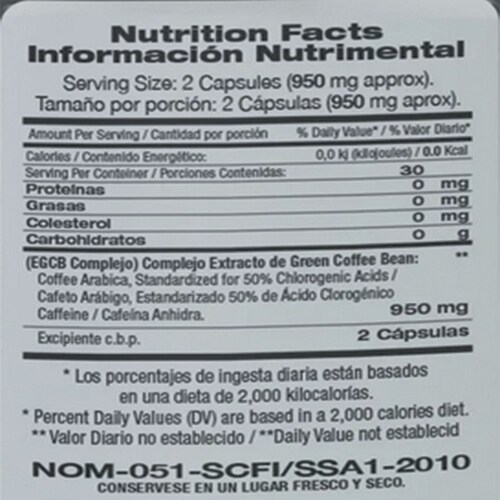 Nutrition Facts
Información Nutrimental
Serving Size: 2 Capsules (950 mg approx).
Tamaño por porción: 2 Cápsulas (950 mg aprox).
Amount Per Serving / Cantidad por porción % Daily Value* / % Valor Diario*
Calories / Contenido Energético: 0,0 kj (kilojoules) / 0.0 Kcal
Serving Per Conteiner / Porciones Contenidas: 30
Proteinas 0 mg
Grasas 0 mg
Colesterol 0 mg
Carbohidratos 0 g
(EGCB Complejo) Complejo Extracto de Green Coffee Bean: **
Coffee Arabica, Standardized for 50% Chlorogenic Acids /
Cafeto Arábigo, Estandarizado 50% de Ácido Clorogénico
Caffeine / Cafeína Anhidra. 950 mg
Excipiente c.b.p. 2 Cápsulas
* Los porcentajes de ingesta diaria están basados
en una dieta de 2,000 kilocalorías.
* Percent Daily Values (DV) are based in a 2,000 calories diet.
** Valor Diario no establecido / **Daily Value not establecid
NOM-051-SCFI/SSA1-2010
CONSERVESE EN UN LUGAR FRESCO Y SECO.